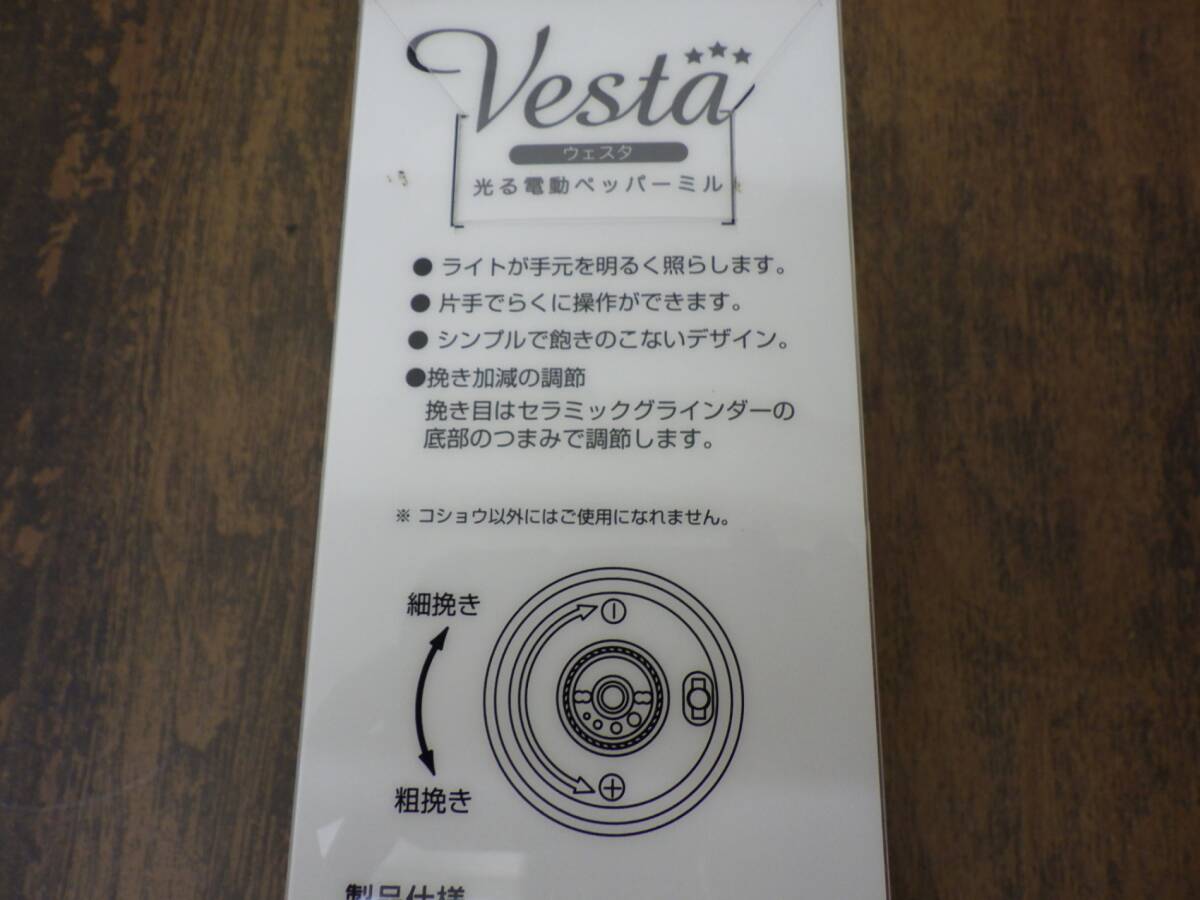 Vesta
ウェスタ
光る電動ペッパーミル
● ライトが手元を明るく照らします。
● 片手でらくに操作ができます。
● シンプルで飽きのこないデザイン。
●挽き加減の調節
挽き目はセラミックグラインダーの
底部のつまみで調節します。
※ コショウ以外にはご使用になれません。
細挽き
粗挽き
製品仕様